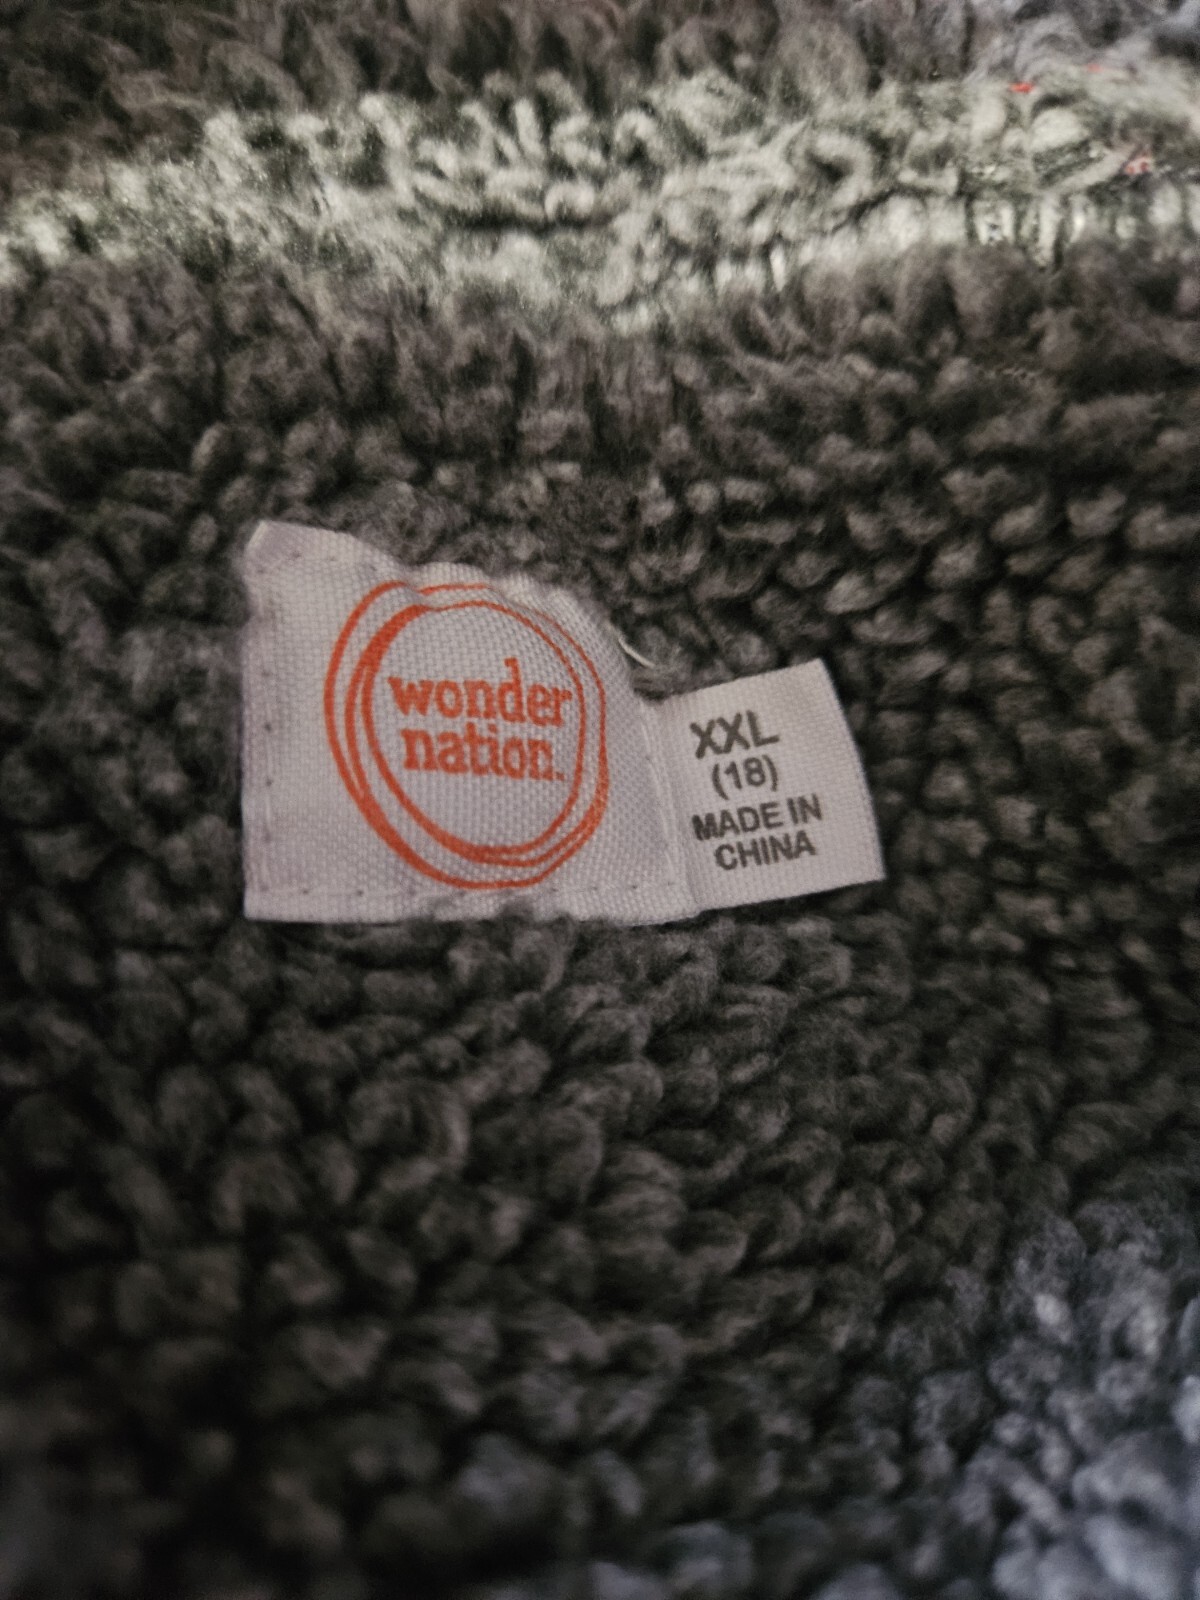 wonder
nation.
XXL
(18)
MADE IN
CHINA